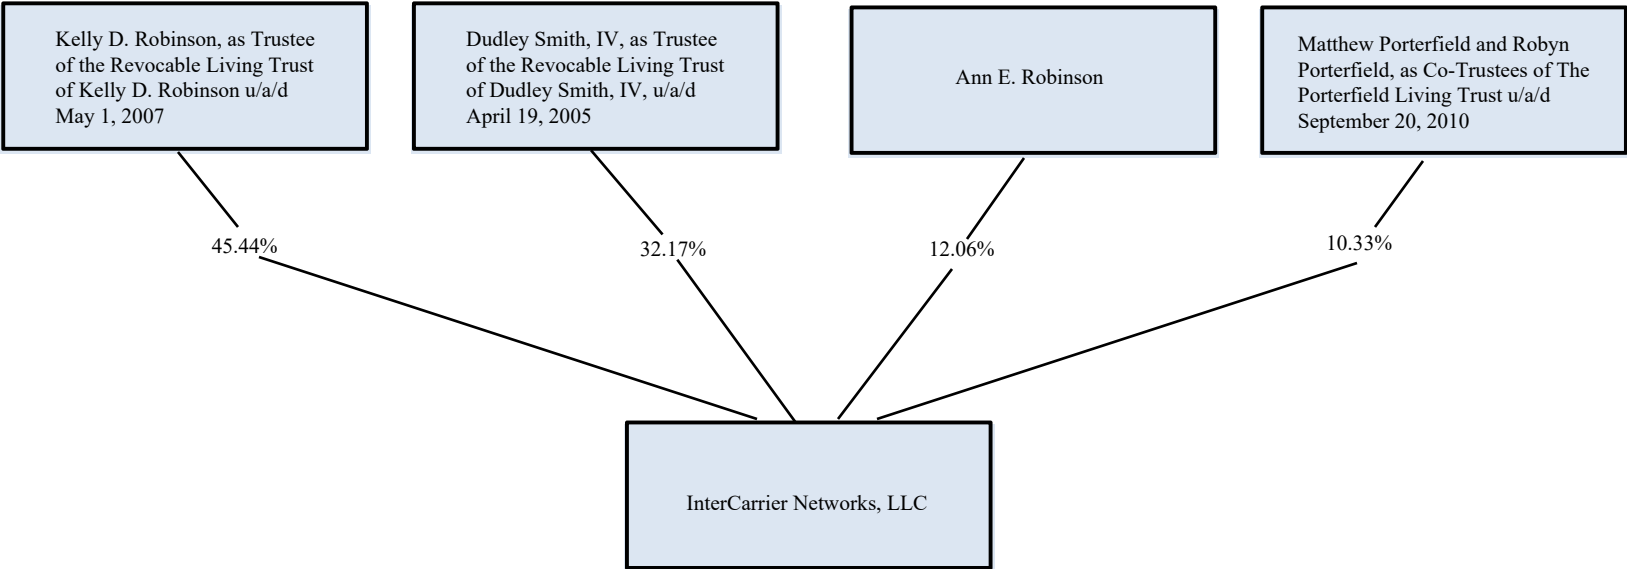 Kelly D. Robinson, as Trustee
of the Revocable Living Trust
of Kelly D. Robinson u/a/d
May 1, 2007
Dudley Smith, IV, as Trustee
of the Revocable Living Trust
of Dudley Smith, IV, u/a/d
April 19, 2005
Ann E. Robinson
Matthew Porterfield and Robyn
Porterfield, as Co-Trustees of The
Porterfield Living Trust u/a/d
September 20, 2010
45.44%
32.17%
12.06%
10.33%
InterCarrier Networks, LLC